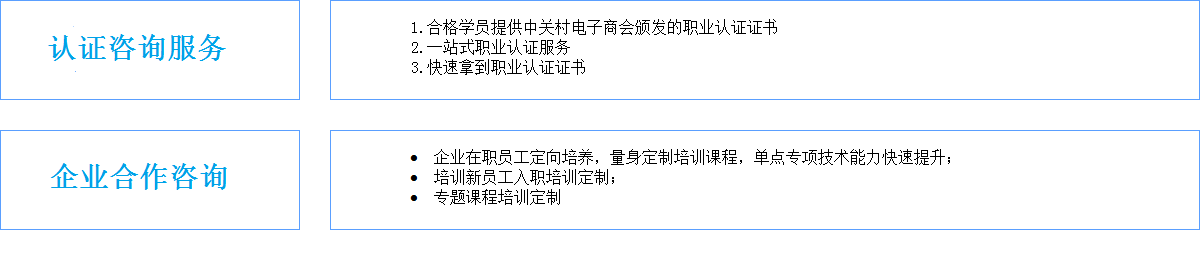 认证咨询服务
1.合格学员提供中关村电子商会颁发的职业认证证书
2.一站式职业认证服务
3.快速拿到职业认证证书
企业合作咨询
● 企业在职员工定向培养，量身定制培训课程，单点专项技术能力快速提升；
● 培训新员工入职培训定制；
● 专题课程培训定制